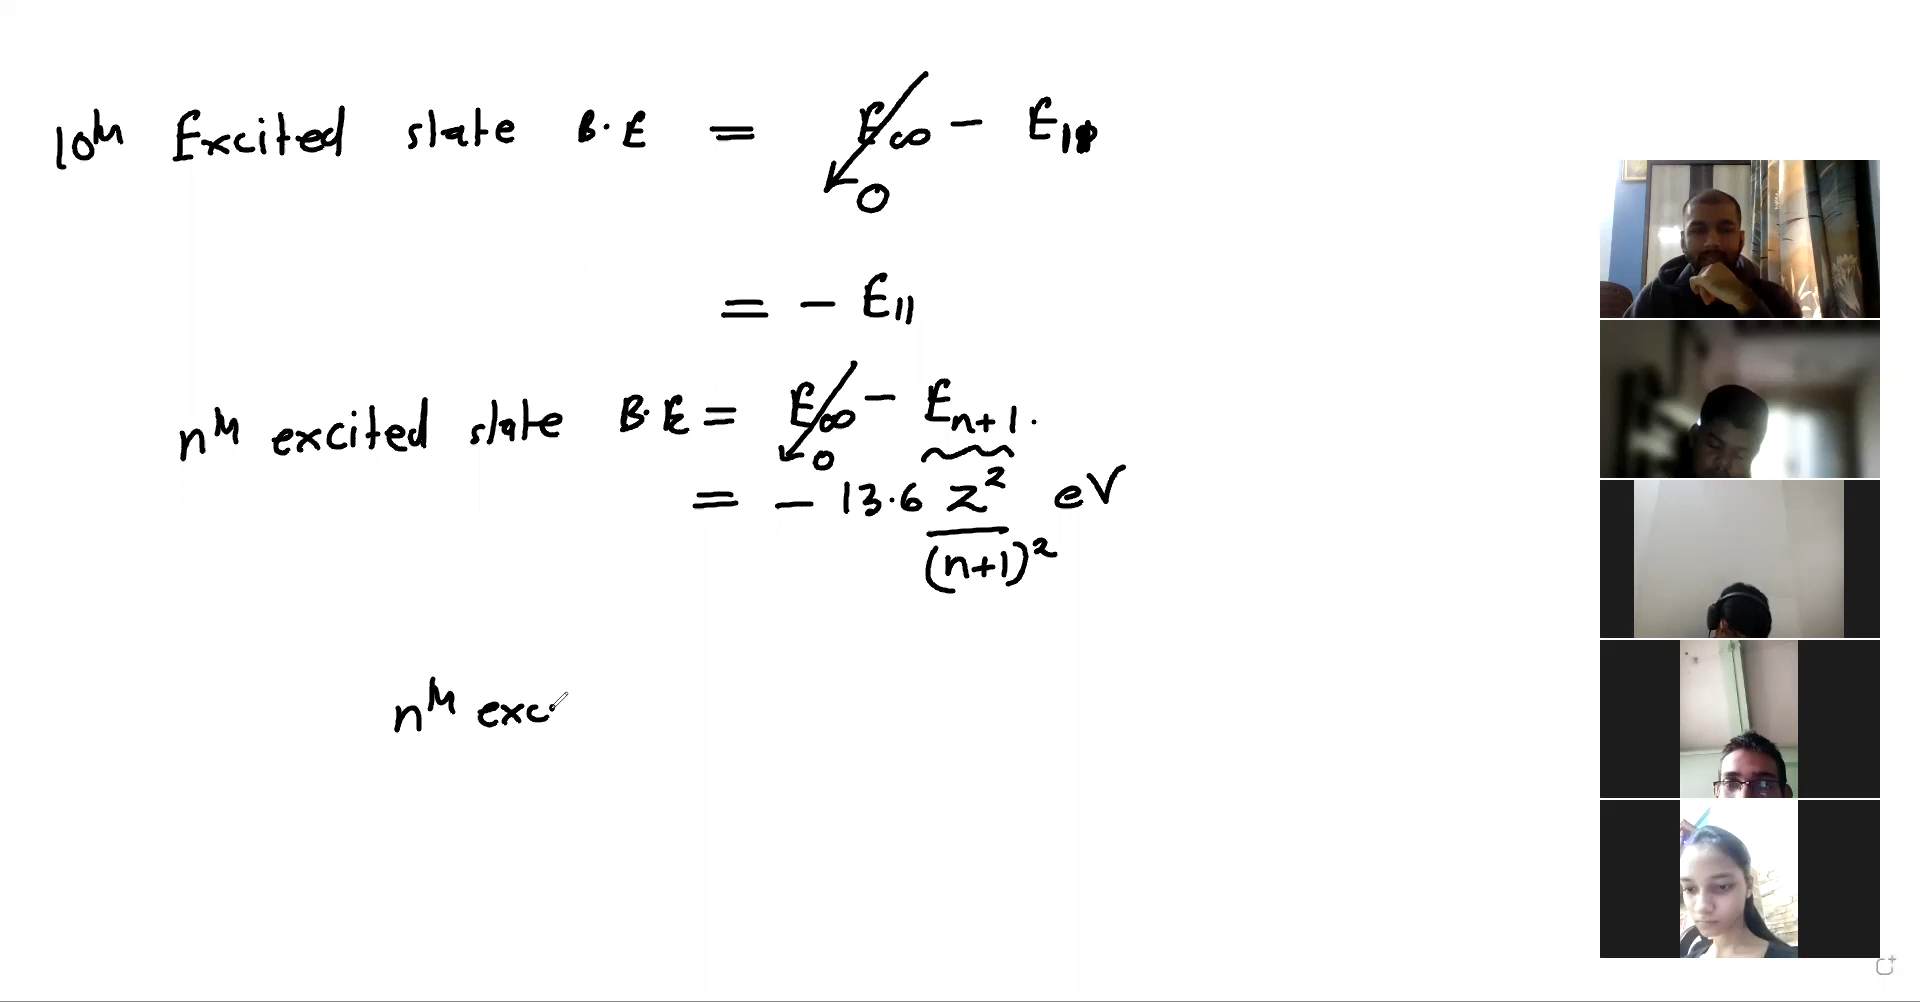 10th Excited state B.E = E∞ - E11
0
= - E11
nth excited state B.E = E∞ - En+1.
0
= - 13.6 z² eV
(n+1)²
nth exc